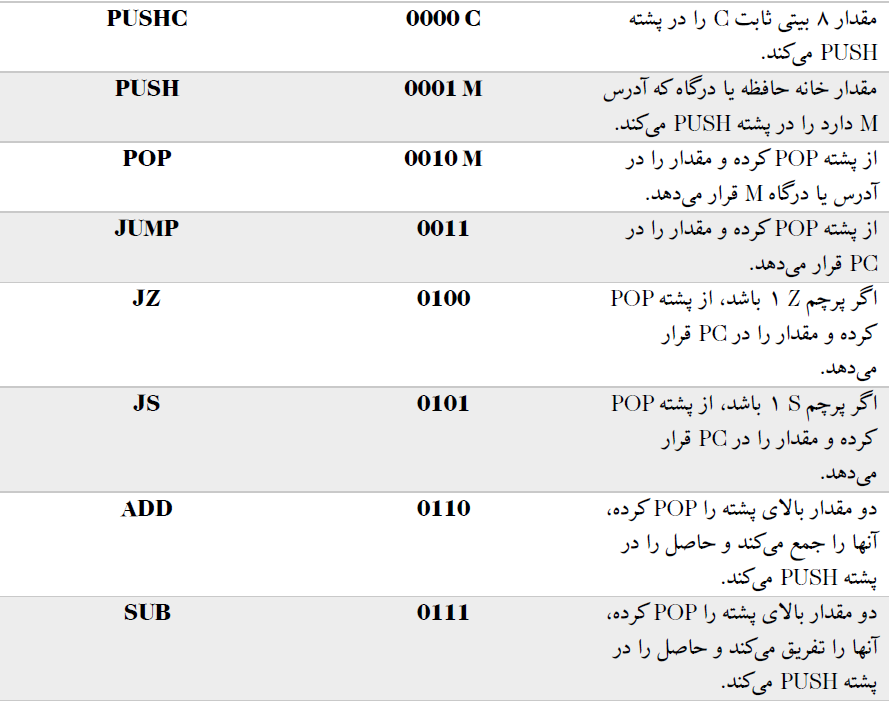 PUSHC 0000 C مقدار ۸ بیتی ثابت C را در پشته
PUSH می‌کند.
PUSH 0001 M مقدار خانه حافظه یا درگاه که آدرس
M دارد را در پشته PUSH می‌کند.
POP 0010 M از پشته POP کرده و مقدار را در
آدرس یا درگاه M قرار می‌دهد.
JUMP 0011 از پشته POP کرده و مقدار را در
PC قرار می‌دهد.
JZ 0100 اگر پرچم Z ۱ باشد، از پشته POP
کرده و مقدار را در PC قرار
می‌دهد.
JS 0101 اگر پرچم S ۱ باشد، از پشته POP
کرده و مقدار را در PC قرار
می‌دهد.
ADD 0110 دو مقدار بالای پشته را POP کرده،
آنها را جمع می‌کند و حاصل را در
پشته PUSH می‌کند.
SUB 0111 دو مقدار بالای پشته را POP کرده،
آنها را تفریق می‌کند و حاصل را در
پشته PUSH می‌کند.